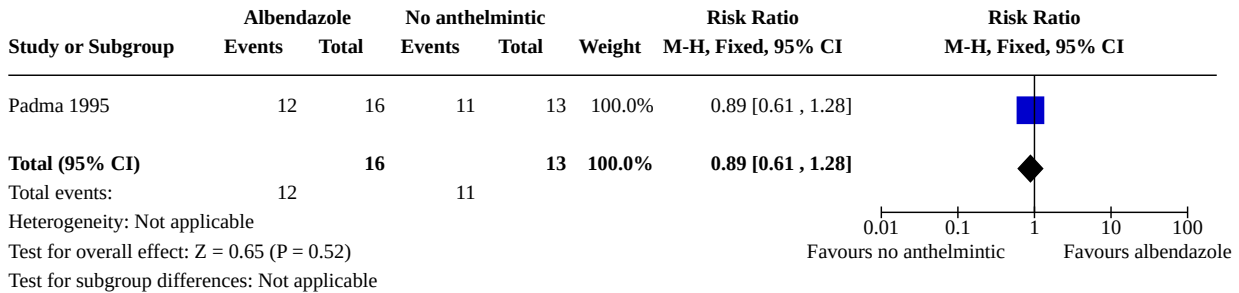 Albendazole No anthelmintic Risk Ratio Risk Ratio
Study or Subgroup Events Total Events Total Weight M-H, Fixed, 95% CI M-H, Fixed, 95% CI
Padma 1995 12 16 11 13 100.0% 0.89 [0.61 , 1.28]
Total (95% CI) 16 13 100.0% 0.89 [0.61 , 1.28]
Total events: 12 11
Heterogeneity: Not applicable
Test for overall effect: Z = 0.65 (P = 0.52)
Test for subgroup differences: Not applicable
0.01 0.1 1 10 100
Favours no anthelmintic Favours albendazole